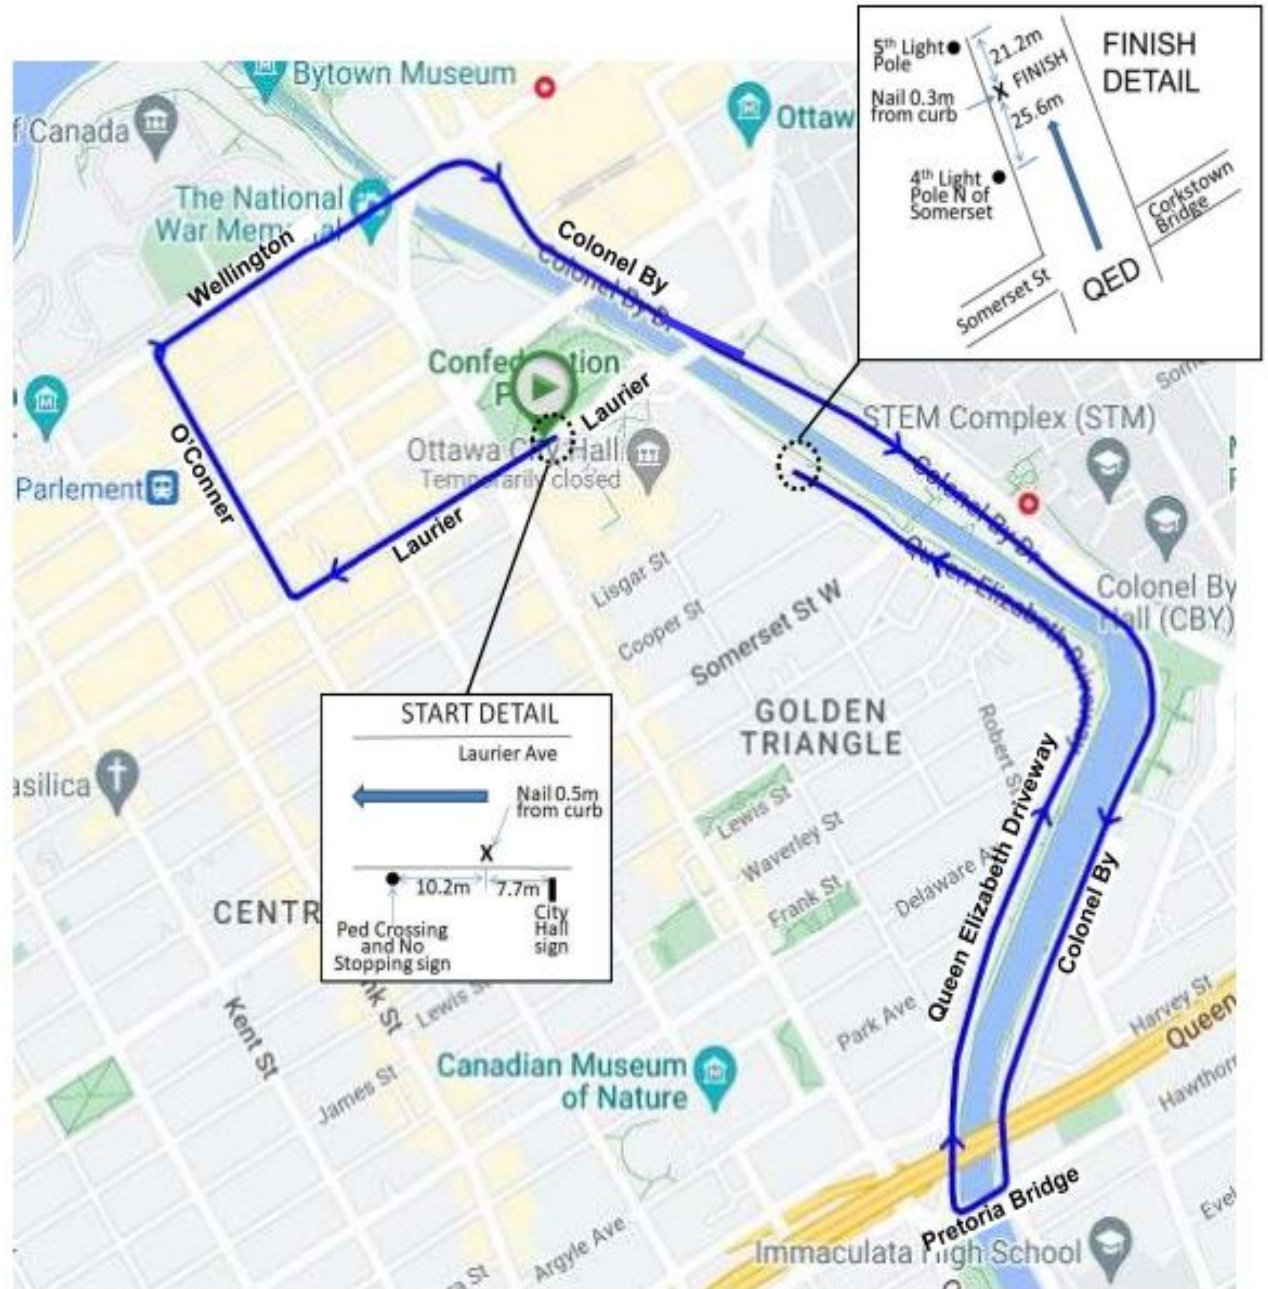 Bytown Museum
f Canada
Ottaw
The National
War Mem
al
Wellington
Colonel By
Colonel By Dr
Confed
tion
P
Laurier
Ottawa City Hall
Temporarily closed
O'Conner
Parlement
M
Laurier
5th Light
Pole
21.2m
FINISH
FINISH
DETAIL
Nail 0.3m
from curb
X
25.6m
4th Light
Pole N of
Somerset
Corkstown
Bridge
QED
Somerset St
STEM Complex (STM)
Colonel By Dr
Colonel By
Hall (CBY)
Queen Elizabeth Driveway
Lisgar St
Cooper St
Somerset St W
GOLDEN
TRIANGLE
Robert S
START DETAIL
Laurier Ave
Nail 0.5m
from curb
X
10.2m
7.7m
Ped Crossing
and No
Stopping sign
City
Hall
sign
asilica
Lewis St
Waverley St
Frank St
Delaware A
Queen Elizabeth Driveway
Colonel By
CENTR
Kent St
nk St
Lewis S
James St
Park Ave
Harvey St
Queen
Hawthor
Canadian Museum
of Nature
Pretoria Bridge
Eve
Immaculata High School
Argyle Ave
a St